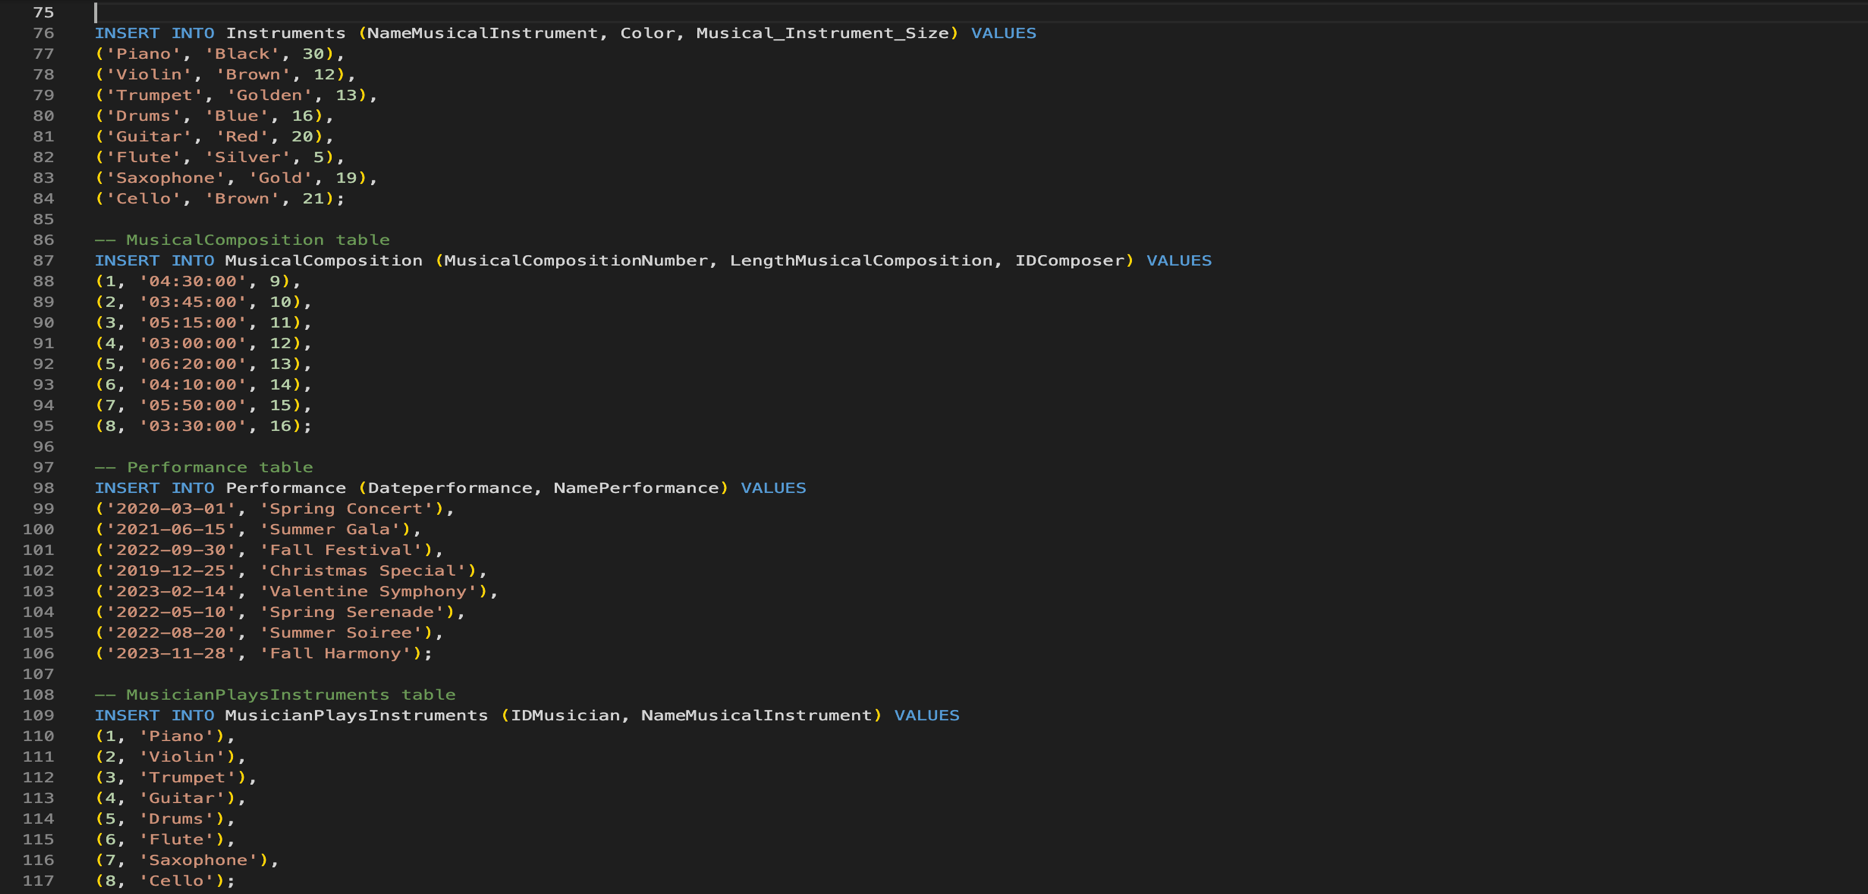 75
76 INSERT INTO Instruments (NameMusicalInstrument, Color, Musical_Instrument_Size) VALUES
77 ('Piano', 'Black', 30),
78 ('Violin', 'Brown', 12),
79 ('Trumpet', 'Golden', 13),
80 ('Drums', 'Blue', 16),
81 ('Guitar', 'Red', 20),
82 ('Flute', 'Silver', 5),
83 ('Saxophone', 'Gold', 19),
84 ('Cello', 'Brown', 21);
85
86 -- MusicalComposition table
87 INSERT INTO MusicalComposition (MusicalCompositionNumber, LengthMusicalComposition, IDComposer) VALUES
88 (1, '04:30:00', 9),
89 (2, '03:45:00', 10),
90 (3, '05:15:00', 11),
91 (4, '03:00:00', 12),
92 (5, '06:20:00', 13),
93 (6, '04:10:00', 14),
94 (7, '05:50:00', 15),
95 (8, '03:30:00', 16);
96
97 -- Performance table
98 INSERT INTO Performance (Dateperformance, NamePerformance) VALUES
99 ('2020-03-01', 'Spring Concert'),
100 ('2021-06-15', 'Summer Gala'),
101 ('2022-09-30', 'Fall Festival'),
102 ('2019-12-25', 'Christmas Special'),
103 ('2023-02-14', 'Valentine Symphony'),
104 ('2022-05-10', 'Spring Serenade'),
105 ('2022-08-20', 'Summer Soiree'),
106 ('2023-11-28', 'Fall Harmony');
107
108 -- MusicianPlaysInstruments table
109 INSERT INTO MusicianPlaysInstruments (IDMusician, NameMusicalInstrument) VALUES
110 (1, 'Piano'),
111 (2, 'Violin'),
112 (3, 'Trumpet'),
113 (4, 'Guitar'),
114 (5, 'Drums'),
115 (6, 'Flute'),
116 (7, 'Saxophone'),
117 (8, 'Cello');